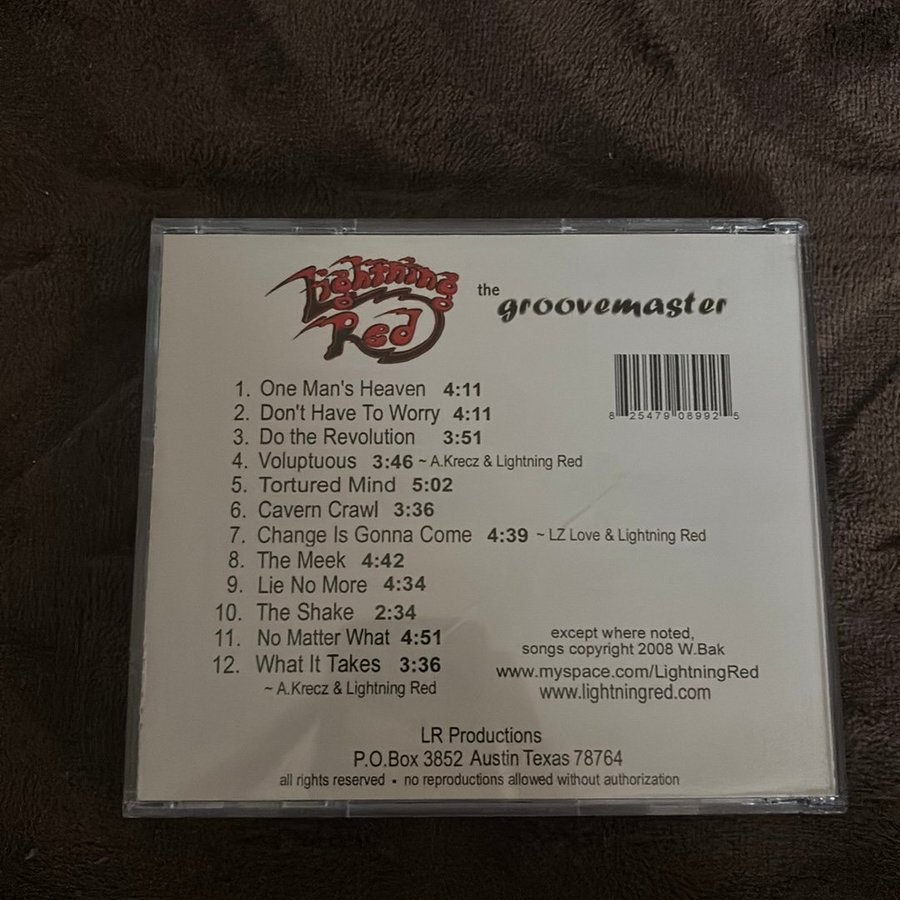 Lightning
Red
the groovemaster
1. One Man's Heaven 4:11
2. Don't Have To Worry 4:11
3. Do the Revolution 3:51
4. Voluptuous 3:46 ~ A.Krecz & Lightning Red
5. Tortured Mind 5:02
6. Cavern Crawl 3:36
7. Change Is Gonna Come 4:39 ~ LZ Love & Lightning Red
8. The Meek 4:42
9. Lie No More 4:34
10. The Shake 2:34
11. No Matter What 4:51
12. What It Takes 3:36
~ A.Krecz & Lightning Red
8 25479 08992 5
except where noted,
songs copyright 2008 W.Bak
www.myspace.com/LightningRed
www.lightningred.com
LR Productions
P.O.Box 3852 Austin Texas 78764
all rights reserved • no reproductions allowed without authorization